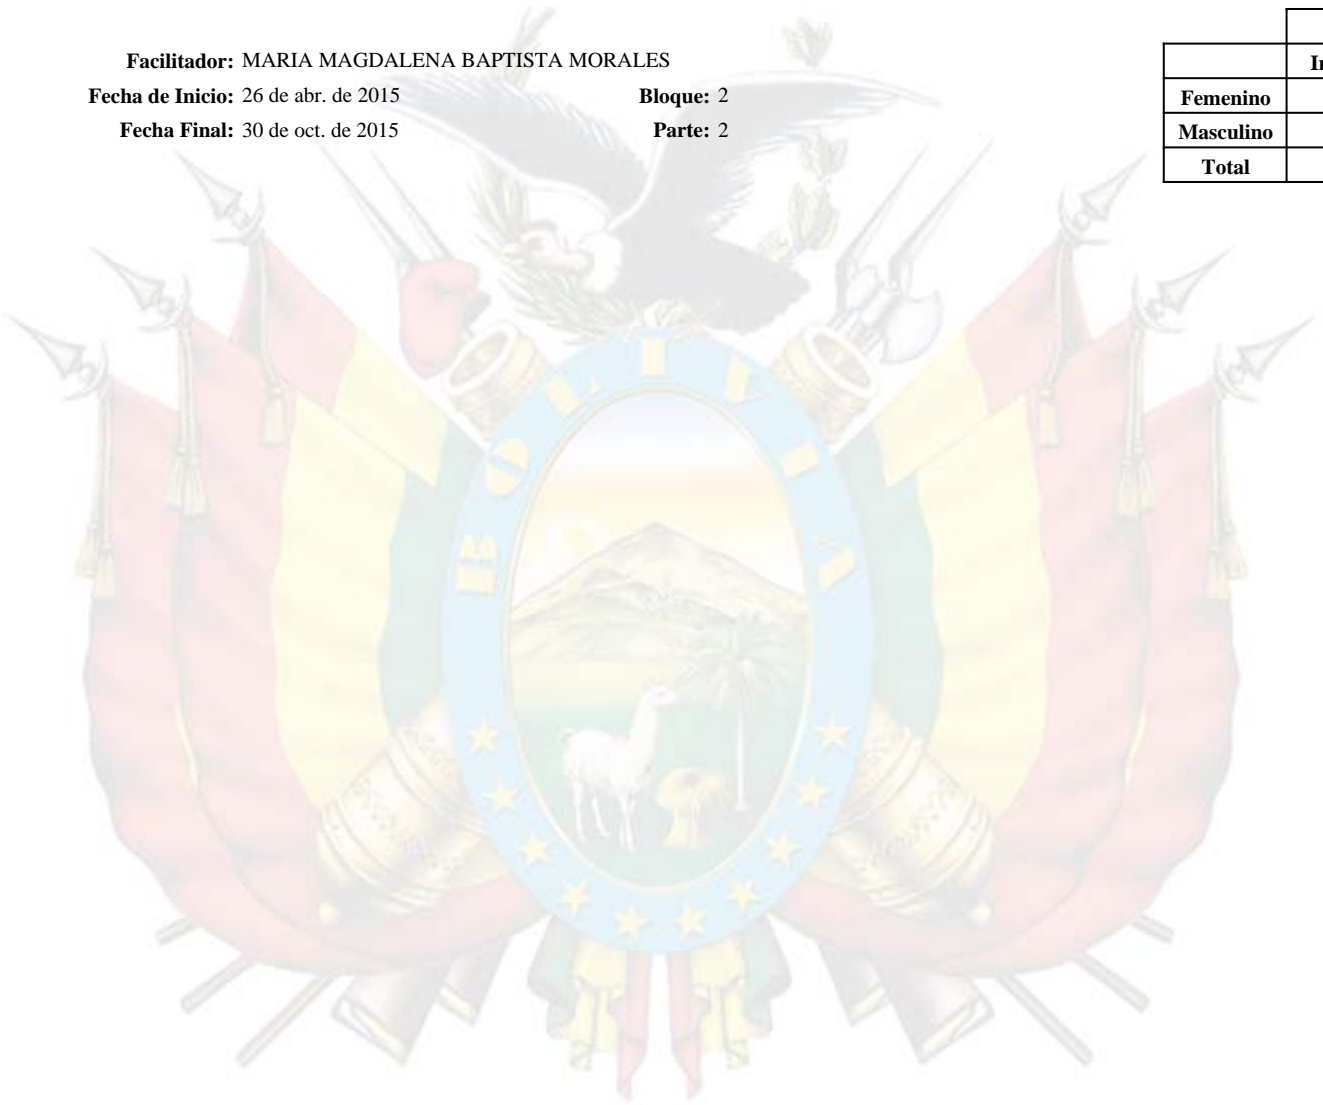 Facilitador: MARIA MAGDALENA BAPTISTA MORALES
Fecha de Inicio: 26 de abr. de 2015 Bloque: 2
Fecha Final: 30 de oct. de 2015 Parte: 2
Femenino
Masculino
Total
BOLIVIA